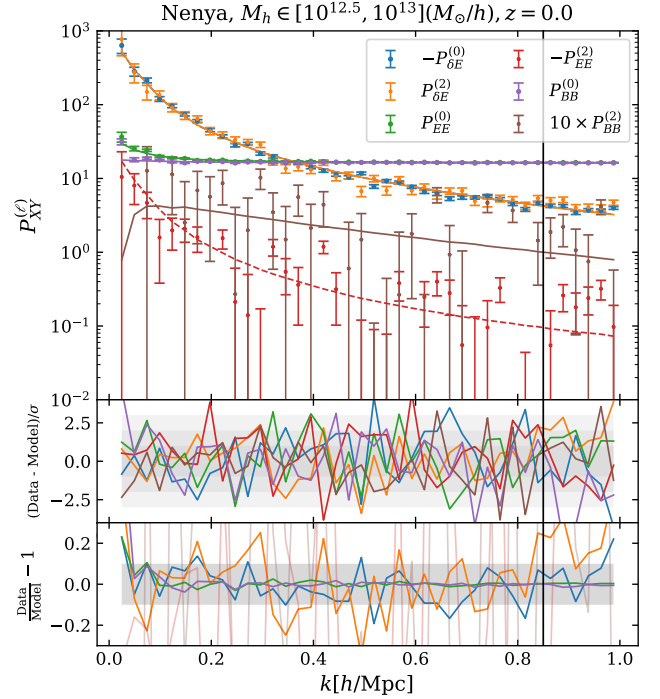 Nenya, $M_h \in [10^{12.5}, 10^{13}](M_\odot/h), z = 0.0$
$-P_{\delta E}^{(0)}$ $-P_{EE}^{(2)}$
$P_{\delta E}^{(2)}$ $P_{BB}^{(0)}$
$P_{EE}^{(0)}$ $10 \times P_{BB}^{(2)}$
$P_{XY}^{(\ell)}$
$10^3$
$10^2$
$10^1$
$10^0$
$10^{-1}$
$10^{-2}$
(Data - Model)/$\sigma$
2.5
0.0
−2.5
$\frac{\mathrm{Data}}{\mathrm{Model}} - 1$
0.2
0.0
−0.2
0.0 0.2 0.4 0.6 0.8 1.0
$k[h/\mathrm{Mpc}]$